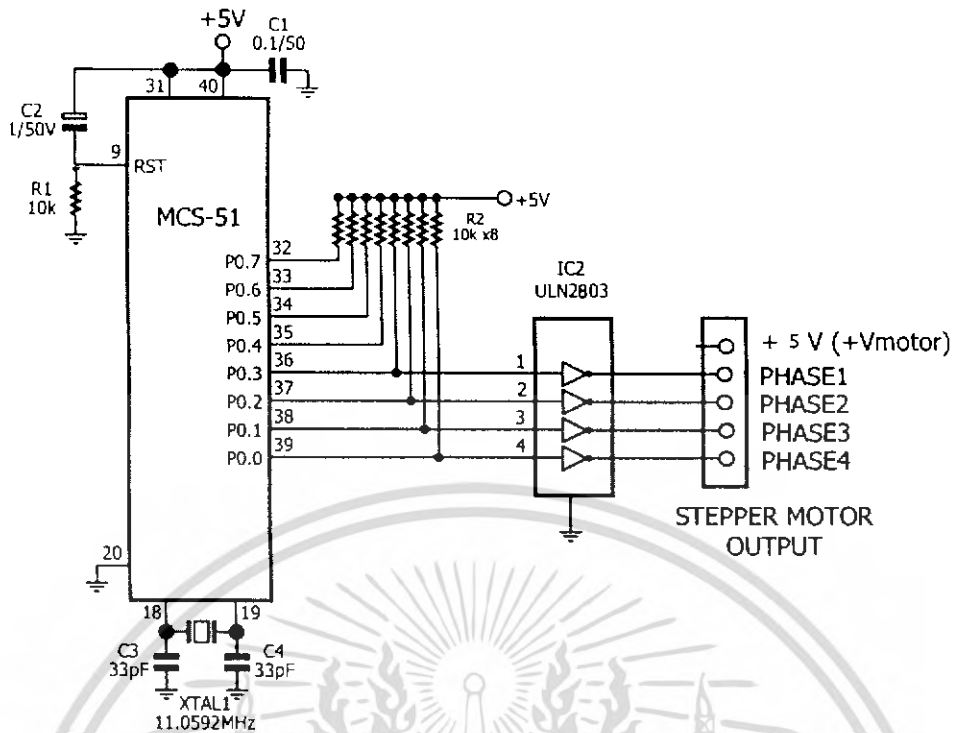 +5V
C1
0.1/50
31
40
C2
1/50V
9
RST
R1
10k
MCS-51
+5V
R2
10k x8
P0.7
32
P0.6
33
P0.5
34
P0.4
35
P0.3
36
P0.2
37
P0.1
38
P0.0
39
IC2
ULN2803
1
2
3
4
+ 5 V (+Vmotor)
PHASE1
PHASE2
PHASE3
PHASE4
STEPPER MOTOR
OUTPUT
20
18
19
C3
33pF
C4
33pF
XTAL1
11.0592MHz